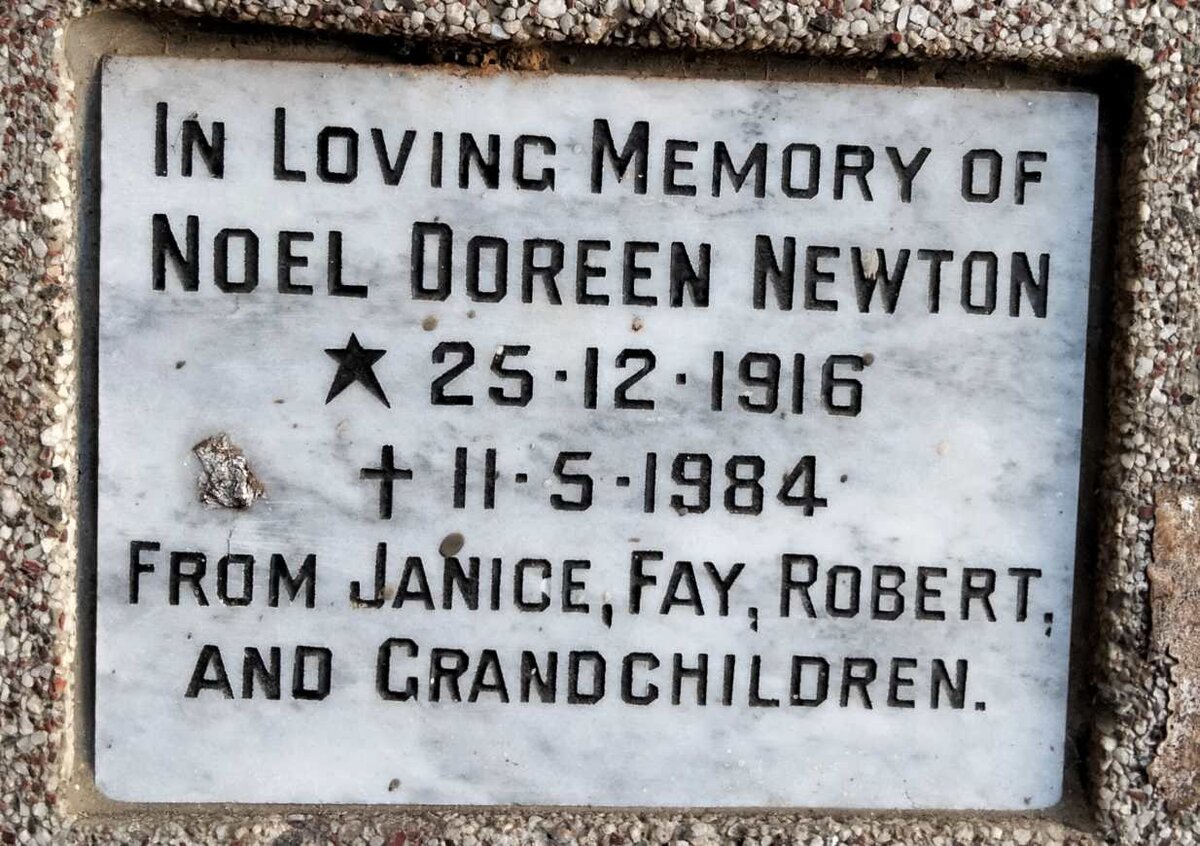 In Loving Memory of
Noel Doreen Newton
★ 25·12·1916
† 11·5·1984
From Janice, Fay, Robert,
and Grandchildren.